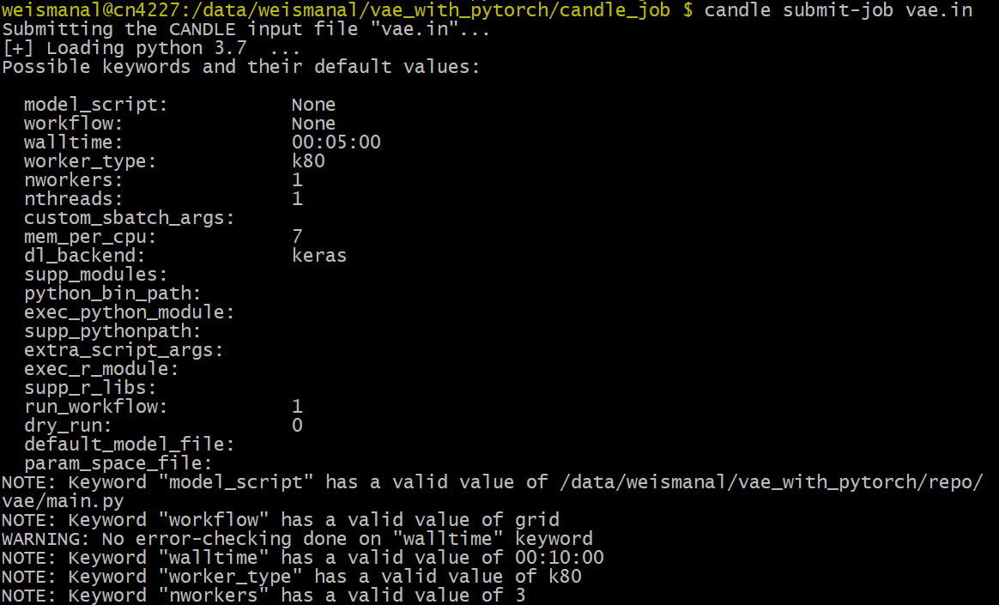 weismanal@cn4227:/data/weismanal/vae_with_pytorch/candle_job $ candle submit-job vae.in
Submitting the CANDLE input file "vae.in"...
[+] Loading python 3.7  ...
Possible keywords and their default values:

  model_script:           None
  workflow:               None
  walltime:               00:05:00
  worker_type:            k80
  nworkers:               1
  nthreads:               1
  custom_sbatch_args:
  mem_per_cpu:            7
  dl_backend:             keras
  supp_modules:
  python_bin_path:
  exec_python_module:
  supp_pythonpath:
  extra_script_args:
  exec_r_module:
  supp_r_libs:
  run_workflow:           1
  dry_run:                0
  default_model_file:
  param_space_file:
NOTE: Keyword "model_script" has a valid value of /data/weismanal/vae_with_pytorch/repo/
vae/main.py
NOTE: Keyword "workflow" has a valid value of grid
WARNING: No error-checking done on "walltime" keyword
NOTE: Keyword "walltime" has a valid value of 00:10:00
NOTE: Keyword "worker_type" has a valid value of k80
NOTE: Keyword "nworkers" has a valid value of 3